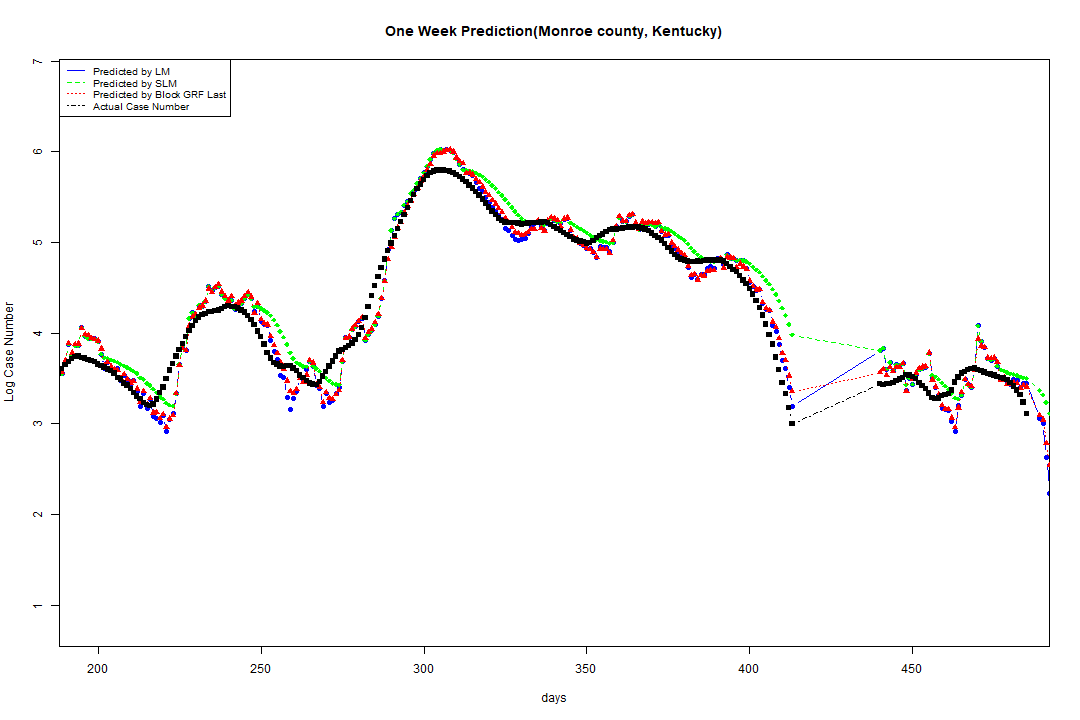 One Week Prediction(Monroe county, Kentucky)
Predicted by LM
Predicted by SLM
Predicted by Block GRF Last
Actual Case Number
Log Case Number
7
6
5
4
3
2
1
200 250 300 350 400 450
days